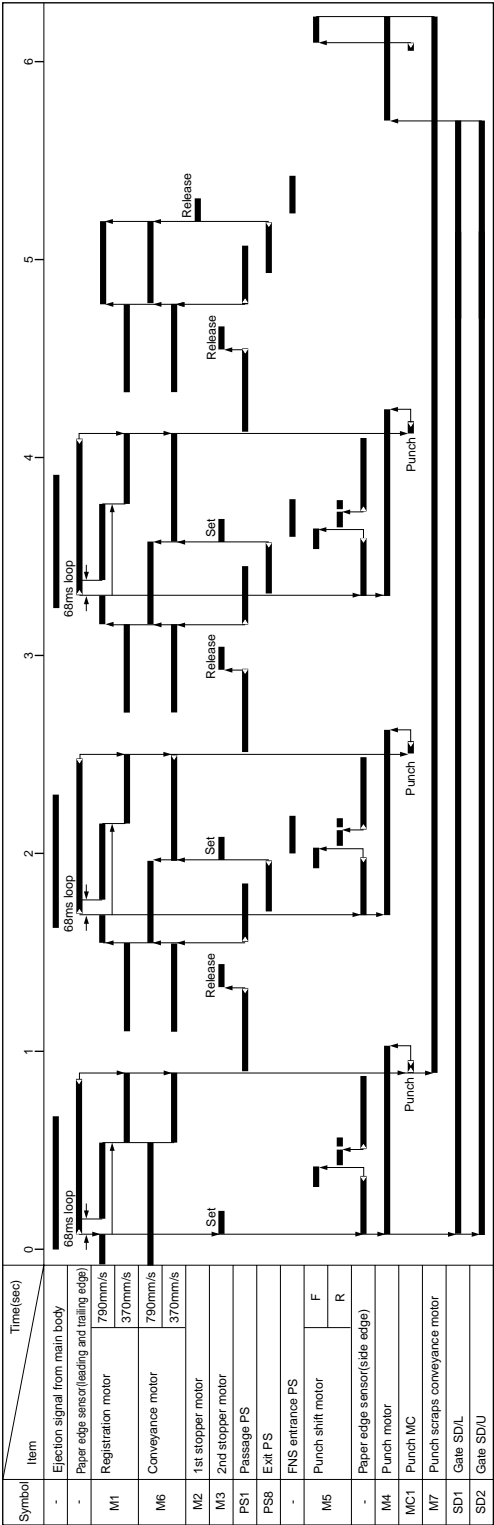 Symbol Item Time(sec)
0 1 2 3 4 5 6
- Ejection signal from main body
- Paper edge sensor(leading and trailing edge)
68ms loop 68ms loop 68ms loop
M1 Registration motor 790mm/s
370mm/s
M6 Conveyance motor 790mm/s
370mm/s
M2 1st stopper motor
Release
M3 2nd stopper motor
Set Release Set Release Set Release
PS1 Passage PS
PS8 Exit PS
- FNS entrance PS
M5 Punch shift motor F
R
- Paper edge sensor(side edge)
M4 Punch motor
MC1 Punch MC
Punch Punch Punch
M7 Punch scraps conveyance motor
SD1 Gate SD/L
SD2 Gate SD/U